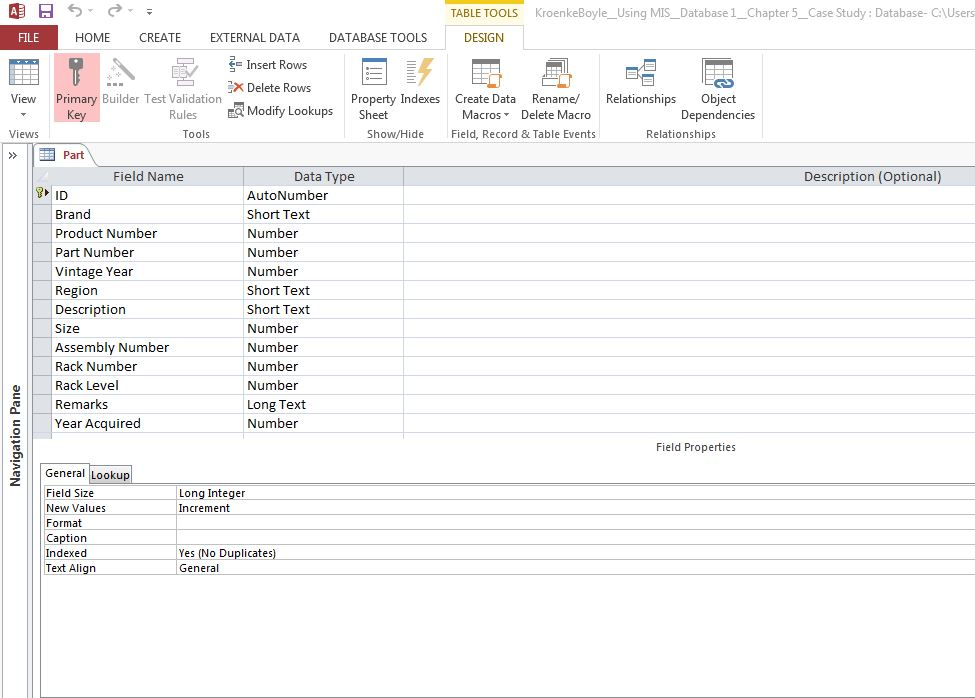 TABLE TOOLS KroenkeBoyle__Using MIS__Database 1__Chapter 5__Case Study : Database- C:\Users
FILE HOME CREATE EXTERNAL DATA DATABASE TOOLS DESIGN
View Primary Key Builder Test Validation Rules Insert Rows Delete Rows Modify Lookups Property Sheet Indexes Create Data Macros Rename/ Delete Macro Relationships Object Dependencies
Views Tools Show/Hide Field, Record & Table Events Relationships
Part
Field Name Data Type Description (Optional)
ID AutoNumber
Brand Short Text
Product Number Number
Part Number Number
Vintage Year Number
Region Short Text
Description Short Text
Size Number
Assembly Number Number
Rack Number Number
Rack Level Number
Remarks Long Text
Year Acquired Number
Navigation Pane
Field Properties
General Lookup
Field Size Long Integer
New Values Increment
Format
Caption
Indexed Yes (No Duplicates)
Text Align General